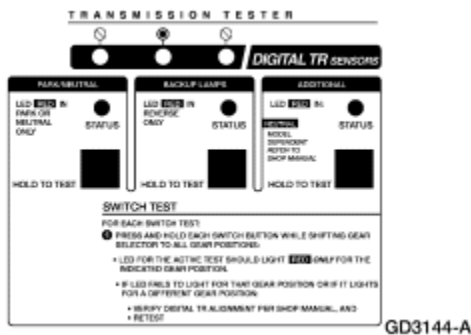 TRANSMISSION TESTER
DIGITAL TR SENSORS
PARK/NEUTRAL
LED RED IN
PARK OR
NEUTRAL
ONLY
STATUS
HOLD TO TEST
BACKUP LAMPS
LED RED IN
REVERSE
ONLY
STATUS
HOLD TO TEST
ADDITIONAL
LED RED IN:
NEUTRAL
MODEL
DEPENDENT
REFER TO
SHOP MANUAL
STATUS
HOLD TO TEST
SWITCH TEST
FOR EACH SWITCH TEST:
PRESS AND HOLD EACH SWITCH BUTTON WHILE SHIFTING GEAR
SELECTOR TO ALL GEAR POSITIONS:
• LED FOR THE ACTIVE TEST SHOULD LIGHT RED ONLY FOR THE
INDICATED GEAR POSITION.
• IF LED FAILS TO LIGHT FOR THAT GEAR POSITION OR IF IT LIGHTS
FOR A DIFFERENT GEAR POSITION:
• VERIFY DIGITAL TR ALIGNMENT PER SHOP MANUAL, AND
• RETEST
GD3144-A